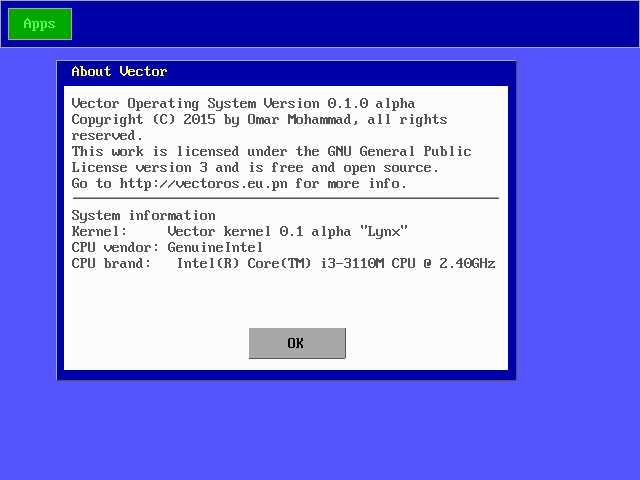 Apps
About Vector
Vector Operating System Version 0.1.0 alpha
Copyright (C) 2015 by Omar Mohammad, all rights
reserved.
This work is licensed under the GNU General Public
License version 3 and is free and open source.
Go to http://vectoros.eu.pn for more info.
System information
Kernel: Vector kernel 0.1 alpha "Lynx"
CPU vendor: GenuineIntel
CPU brand: Intel(R) Core(TM) i3-3110M CPU @ 2.40GHz
OK